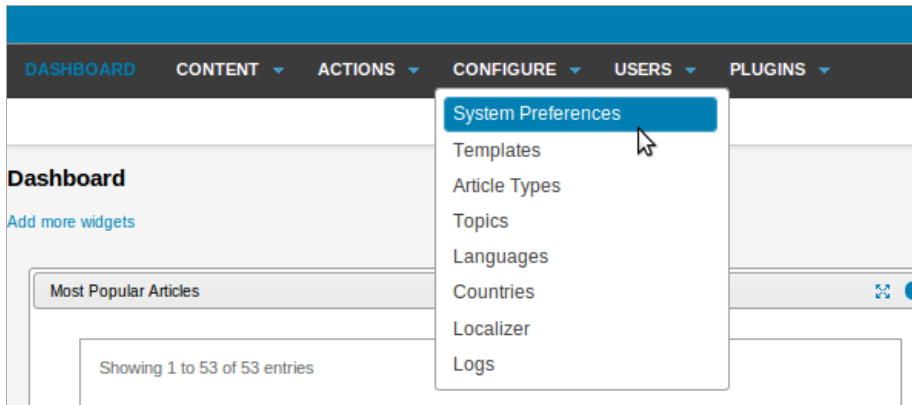 DASHBOARD CONTENT ACTIONS CONFIGURE USERS PLUGINS
System Preferences
Templates
Article Types
Topics
Languages
Countries
Localizer
Logs
Dashboard
Add more widgets
Most Popular Articles
Showing 1 to 53 of 53 entries